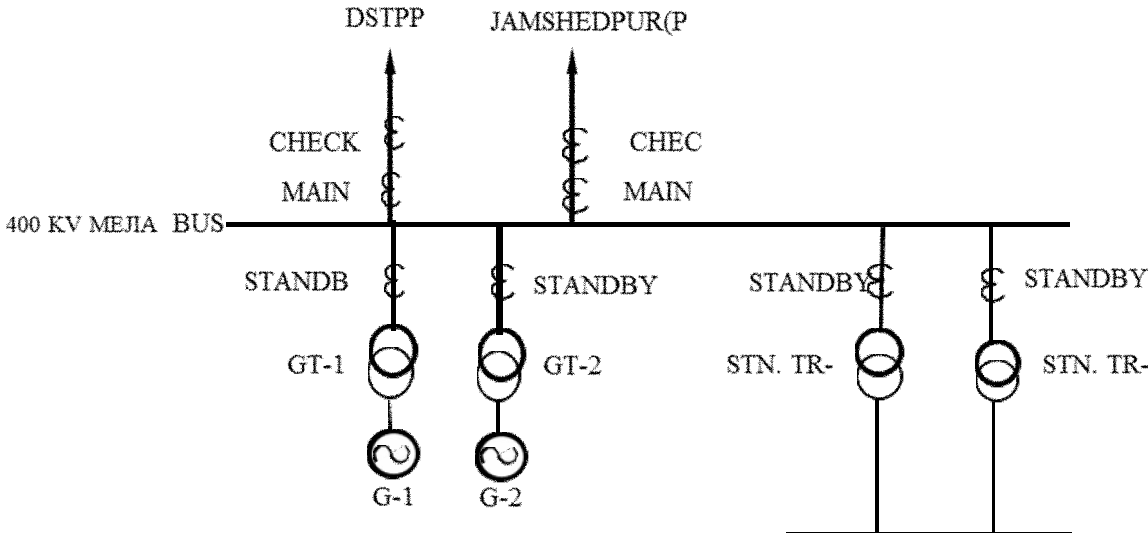 DSTPP
JAMSHEDPUR(P
CHECK
CHEC
MAIN
MAIN
400 KV MEJIA BUS
STANDB
STANDBY
STANDBY
STANDBY
GT-1
GT-2
STN. TR-
STN. TR-
G-1
G-2